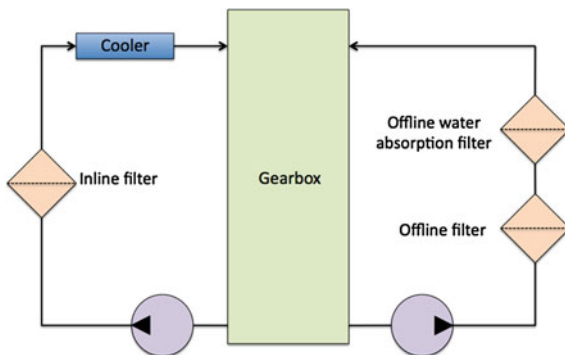 Cooler
Inline filter
Gearbox
Offline water
absorption filter
Offline filter